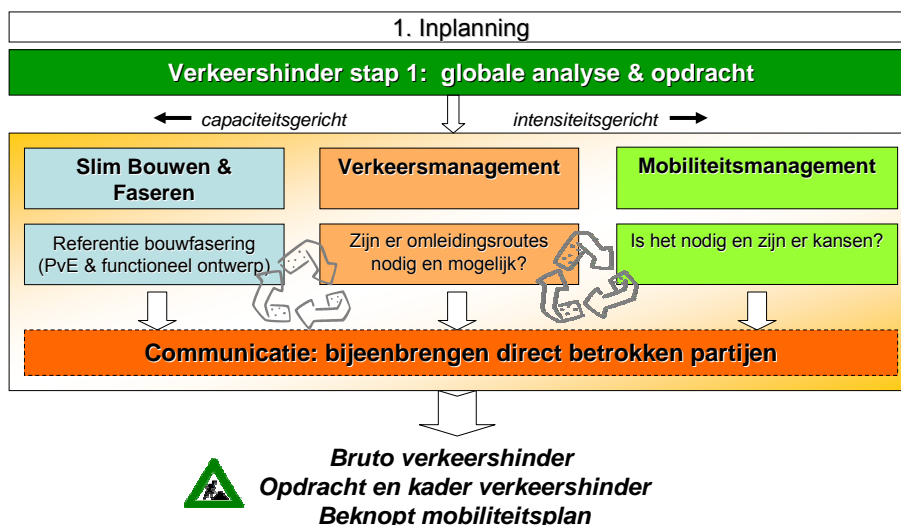 1. Inplanning
Verkeershinder stap 1: globale analyse & opdracht
capaciteitsgericht
intensiteitsgericht
Slim Bouwen &
Faseren
Verkeersmanagement
Mobiliteitsmanagement
Referentie bouwfasering
(PvE & functioneel ontwerp)
Zijn er omleidingsroutes
nodig en mogelijk?
Is het nodig en zijn er kansen?
Communicatie: bijeenbrengen direct betrokken partijen
Bruto verkeershinder
Opdracht en kader verkeershinder
Beknopt mobiliteitsplan